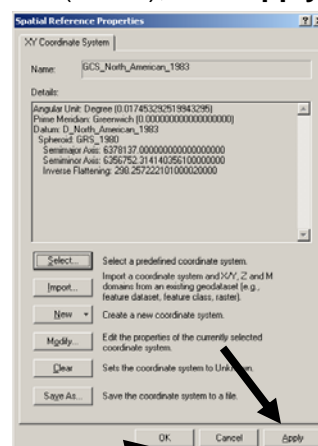 Spatial Reference Properties
XY Coordinate System
Name: GCS_North_American_1983
Details:
Angular Unit: Degree (0.017453292519943295)
Prime Meridian: Greenwich (0.000000000000000000)
Datum: D_North_American_1983
Spheroid: GRS_1980
Semimajor Axis: 6378137.000000000000000000
Semiminor Axis: 6356752.314140356100000000
Inverse Flattening: 298.257222101000020000
Select... Select a predefined coordinate system.
Import a coordinate system and X/Y, Z and M
Import... domains from an existing geodataset (e.g.,
feature dataset, feature class, raster).
New Create a new coordinate system.
Modify... Edit the properties of the currently selected
coordinate system.
Clear Sets the coordinate system to
Save As... Save the coordinate system to a file.
OK Cancel Apply